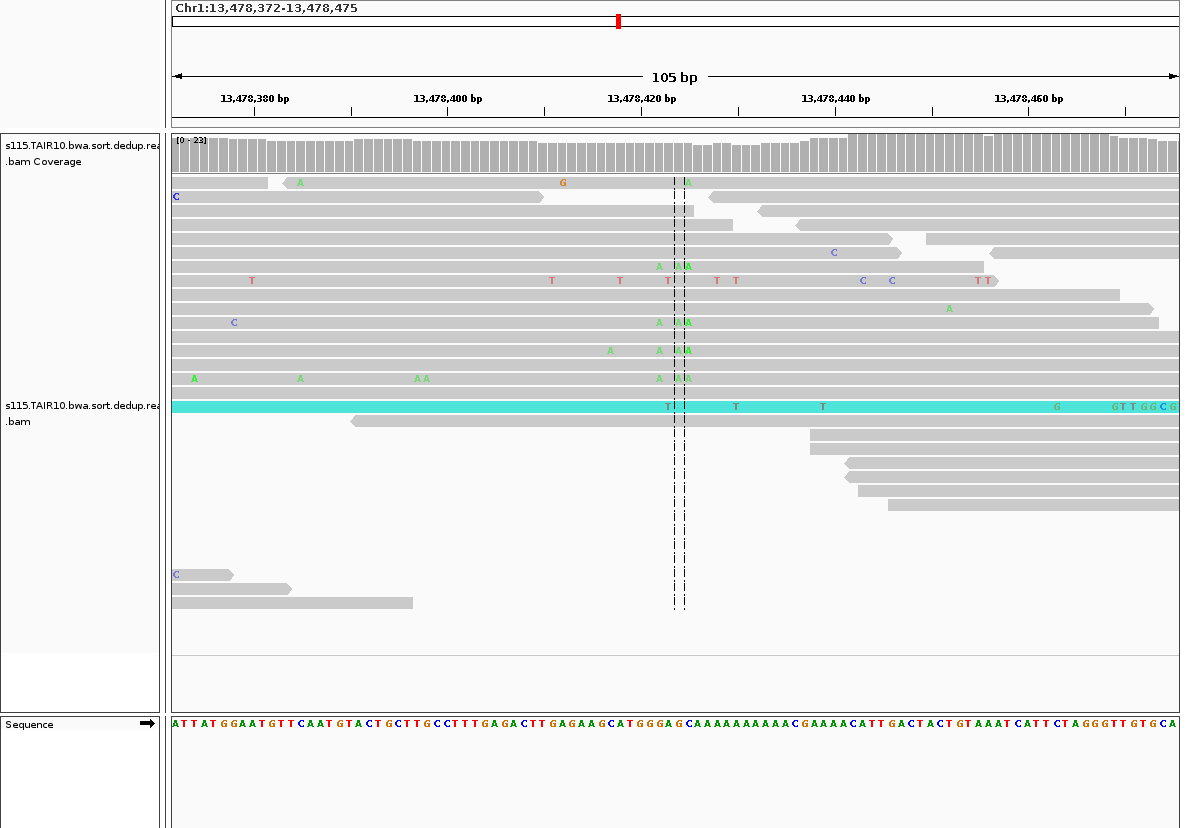 Chr1:13,478,372-13,478,475
105 bp
13,478,380 bp 13,478,400 bp 13,478,420 bp 13,478,440 bp 13,478,460 bp
s115.TAIR10.bwa.sort.dedup.rea
.bam Coverage
[0 - 23]
A G A
C
C
A A A
T T T T T T C C T T
A
C A A A
A A A A
A A A A A A A
s115.TAIR10.bwa.sort.dedup.rea
.bam
T T T G G T T G G C G
C
Sequence
ATTATGGAATGTTCAATGTACTGCTTGCCTTTGAGACTTGAGAAGCATGGGAGCAAAAAAAAAACGAAAACATTGACTACTGTAAATCATTCTAGGGTTGTGCA